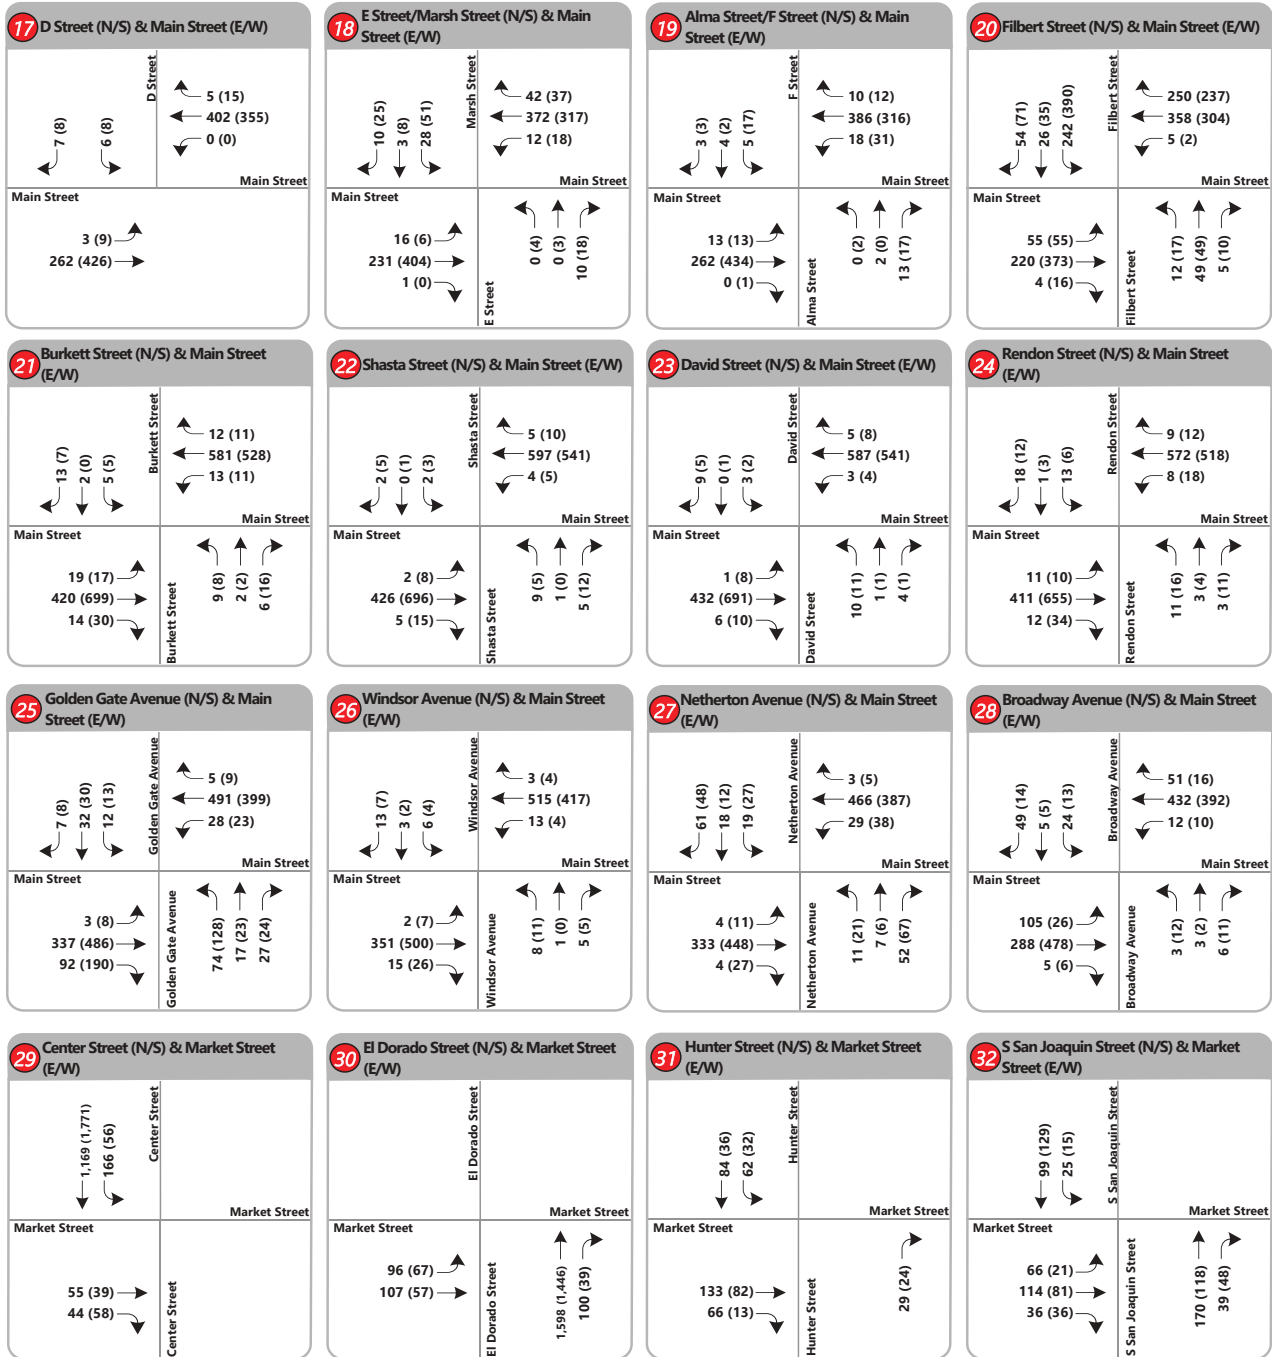 17 D Street (N/S) & Main Street (E/W)
D Street
7 (8)
6 (8)
5 (15)
402 (355)
0 (0)
Main Street
Main Street
3 (9)
262 (426)
18 E Street/Marsh Street (N/S) & Main
Street (E/W)
Marsh Street
10 (25)
3 (8)
28 (51)
42 (37)
372 (317)
12 (18)
Main Street
Main Street
16 (6)
231 (404)
1 (0)
E Street
0 (4)
0 (3)
10 (18)
19 Alma Street/F Street (N/S) & Main
Street (E/W)
F Street
3 (3)
4 (2)
5 (17)
10 (12)
386 (316)
18 (31)
Main Street
Main Street
13 (13)
262 (434)
0 (1)
Alma Street
0 (2)
2 (0)
13 (17)
20 Filbert Street (N/S) & Main Street (E/W)
Filbert Street
54 (71)
26 (35)
242 (390)
250 (237)
358 (304)
5 (2)
Main Street
Main Street
55 (55)
220 (373)
4 (16)
Filbert Street
12 (17)
49 (49)
5 (10)
21 Burkett Street (N/S) & Main Street
(E/W)
Burkett Street
13 (7)
2 (0)
5 (5)
12 (11)
581 (528)
13 (11)
Main Street
Main Street
19 (17)
420 (699)
14 (30)
Burkett Street
9 (8)
2 (2)
6 (16)
22 Shasta Street (N/S) & Main Street (E/W)
Shasta Street
2 (5)
0 (1)
2 (3)
5 (10)
597 (541)
4 (5)
Main Street
Main Street
2 (8)
426 (696)
5 (15)
Shasta Street
9 (5)
1 (0)
5 (12)
23 David Street (N/S) & Main Street (E/W)
David Street
9 (5)
0 (1)
3 (2)
5 (8)
587 (541)
3 (4)
Main Street
Main Street
1 (8)
432 (691)
6 (10)
David Street
10 (11)
1 (1)
4 (1)
24 Rendon Street (N/S) & Main Street
(E/W)
Rendon Street
18 (12)
1 (3)
13 (6)
9 (12)
572 (518)
8 (18)
Main Street
Main Street
11 (10)
411 (655)
12 (34)
Rendon Street
11 (16)
3 (4)
3 (11)
25 Golden Gate Avenue (N/S) & Main
Street (E/W)
Golden Gate Avenue
7 (8)
32 (30)
12 (13)
5 (9)
491 (399)
28 (23)
Main Street
Main Street
3 (8)
337 (486)
92 (190)
Golden Gate Avenue
74 (128)
17 (23)
27 (24)
26 Windsor Avenue (N/S) & Main Street
(E/W)
Windsor Avenue
13 (7)
3 (2)
6 (4)
3 (4)
515 (417)
13 (4)
Main Street
Main Street
2 (7)
351 (500)
15 (26)
Windsor Avenue
8 (11)
1 (0)
5 (5)
27 Netherton Avenue (N/S) & Main Street
(E/W)
Netherton Avenue
61 (48)
18 (12)
19 (27)
3 (5)
466 (387)
29 (38)
Main Street
Main Street
4 (11)
333 (448)
4 (27)
Netherton Avenue
11 (21)
7 (6)
52 (67)
28 Broadway Avenue (N/S) & Main Street
(E/W)
Broadway Avenue
49 (14)
5 (5)
24 (13)
51 (16)
432 (392)
12 (10)
Main Street
Main Street
105 (26)
288 (478)
5 (6)
Broadway Avenue
3 (12)
3 (2)
6 (11)
29 Center Street (N/S) & Market Street
(E/W)
Center Street
1,169 (1,771)
166 (56)
Market Street
Market Street
55 (39)
44 (58)
Center Street
30 El Dorado Street (N/S) & Market Street
(E/W)
El Dorado Street
Market Street
Market Street
96 (67)
107 (57)
El Dorado Street
1,598 (1,446)
100 (39)
31 Hunter Street (N/S) & Market Street
(E/W)
Hunter Street
84 (36)
62 (32)
Market Street
Market Street
133 (82)
66 (13)
Hunter Street
29 (24)
32 S San Joaquin Street (N/S) & Market
Street (E/W)
S San Joaquin Street
99 (129)
25 (15)
Market Street
Market Street
66 (21)
114 (81)
36 (36)
S San Joaquin Street
170 (118)
39 (48)